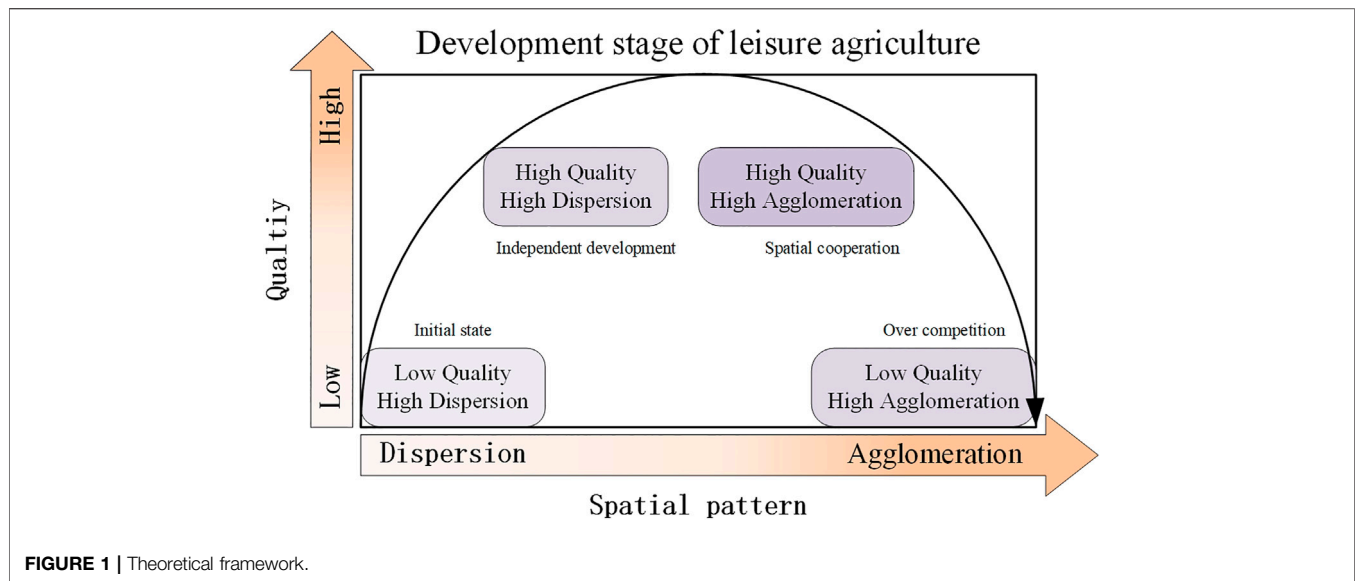 Development stage of leisure agriculture
High
Low
Qualtiy
High Quality
High Dispersion
Independent development
High Quality
High Agglomeration
Spatial cooperation
Initial state
Low Quality
High Dispersion
Over competition
Low Quality
High Agglomeration
Dispersion
Agglomeration
Spatial pattern
FIGURE 1 | Theoretical framework.